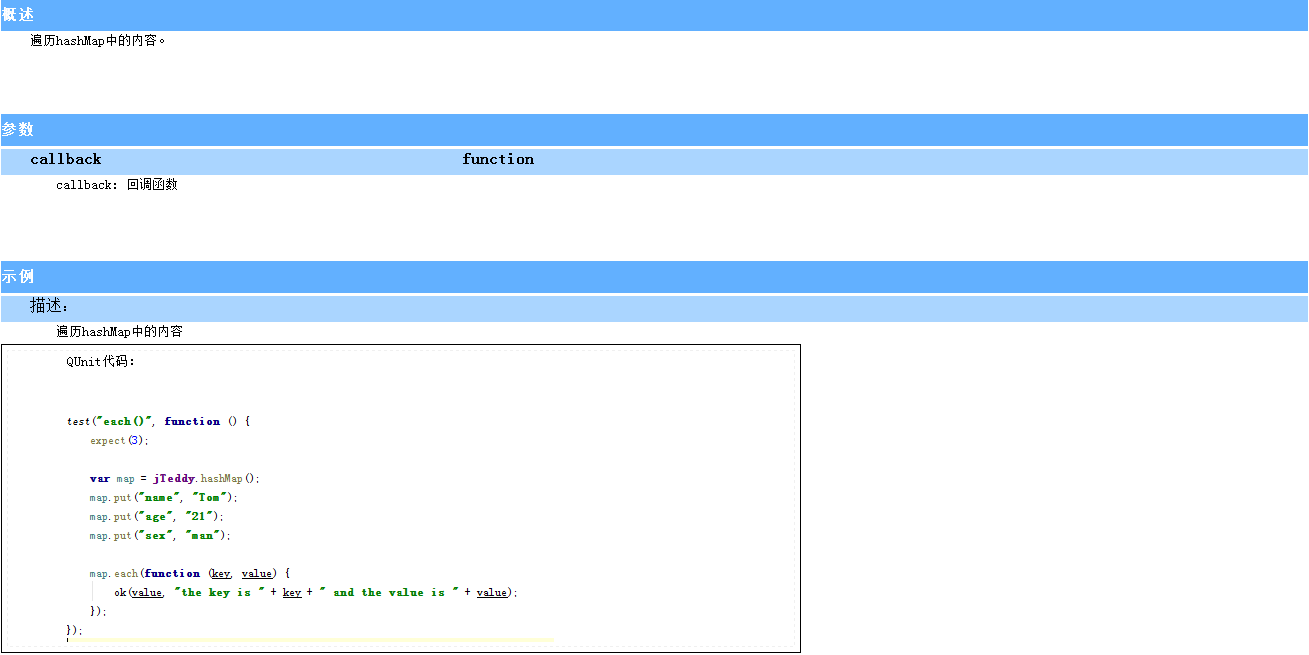 概述
遍历hashMap中的内容。
参数
callback function
callback: 回调函数
示例
描述:
遍历hashMap中的内容
QUnit代码:
test("each()", function () {
expect(3);
var map = jTeddy.hashMap();
map.put("name", "Tom");
map.put("age", "21");
map.put("sex", "man");
map.each(function (key, value) {
ok(value, "the key is " + key + " and the value is " + value);
});
});